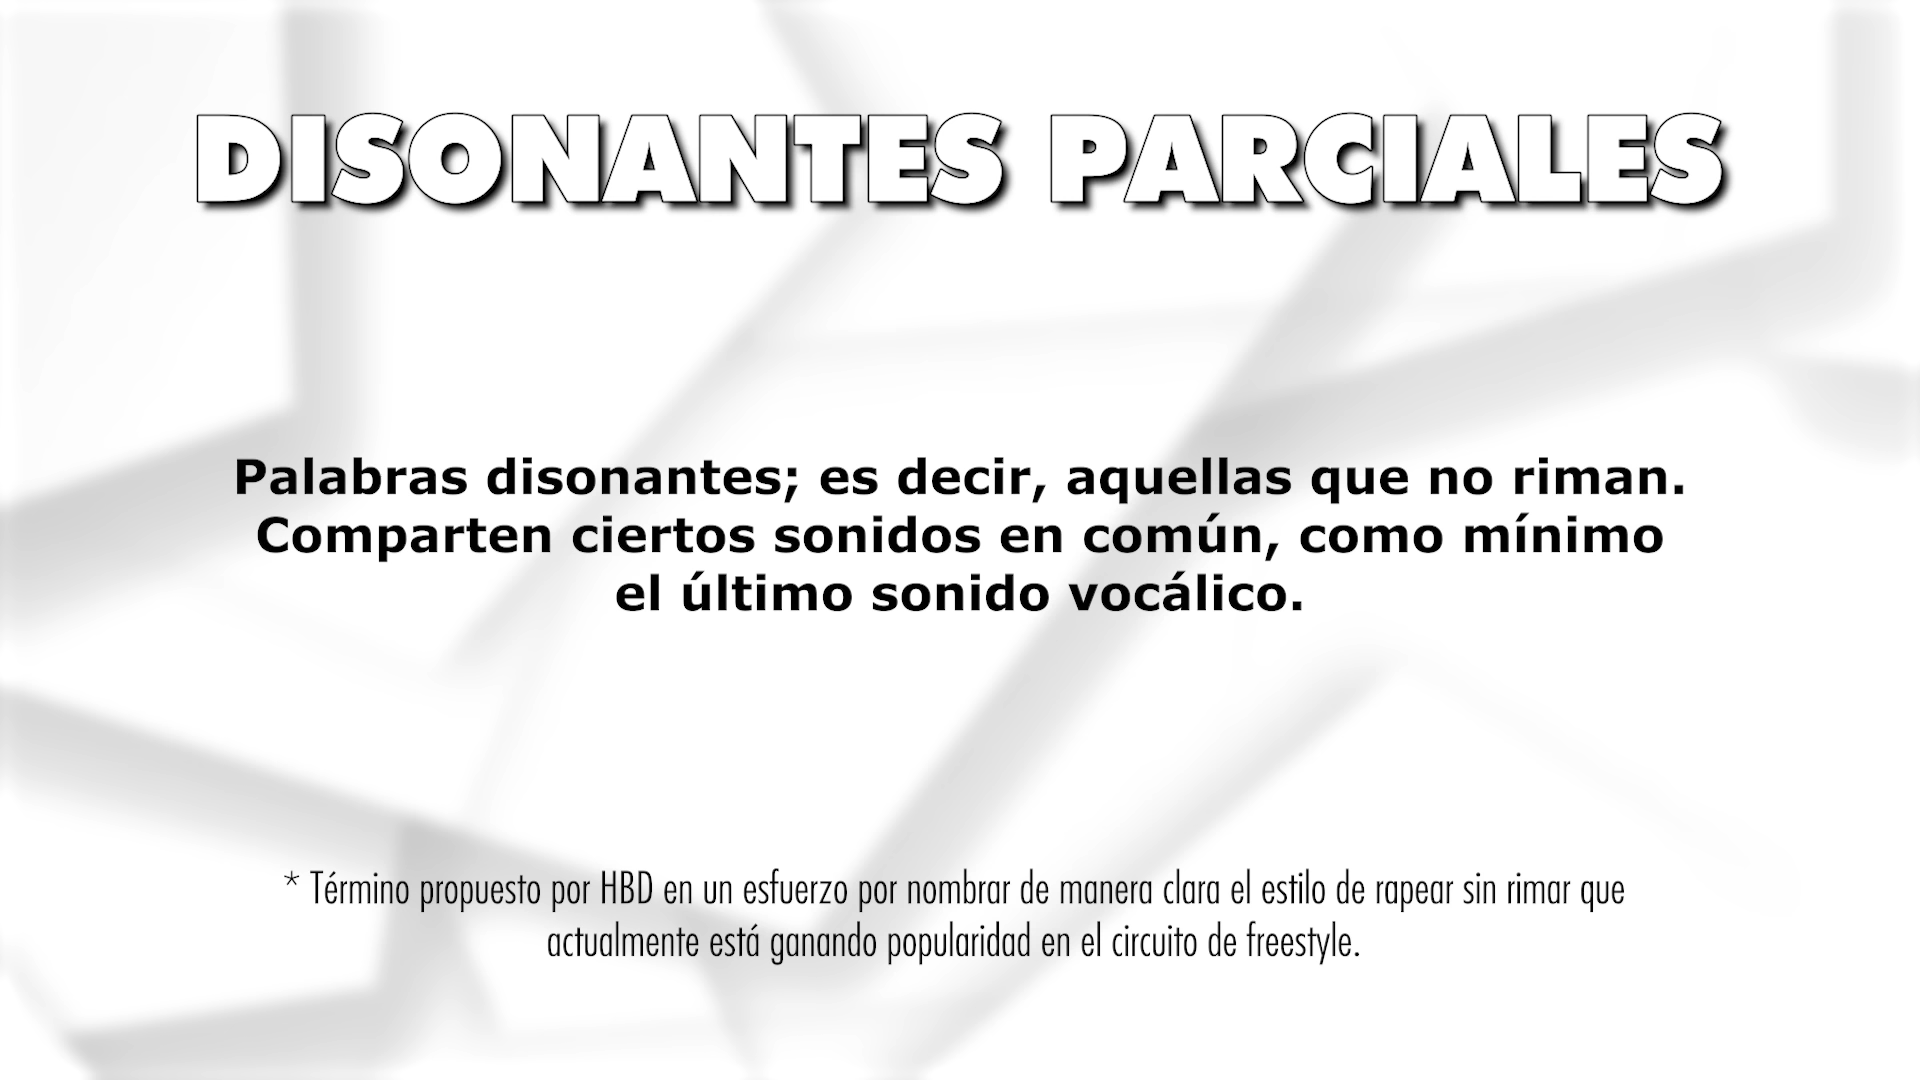 DISONANTES PARCIALES
Palabras disonantes; es decir, aquellas que no riman.
Comparten ciertos sonidos en común, como mínimo
el último sonido vocálico.
* Término propuesto por HBD en un esfuerzo por nombrar de manera clara el estilo de rapear sin rimar que
actualmente está ganando popularidad en el circuito de freestyle.